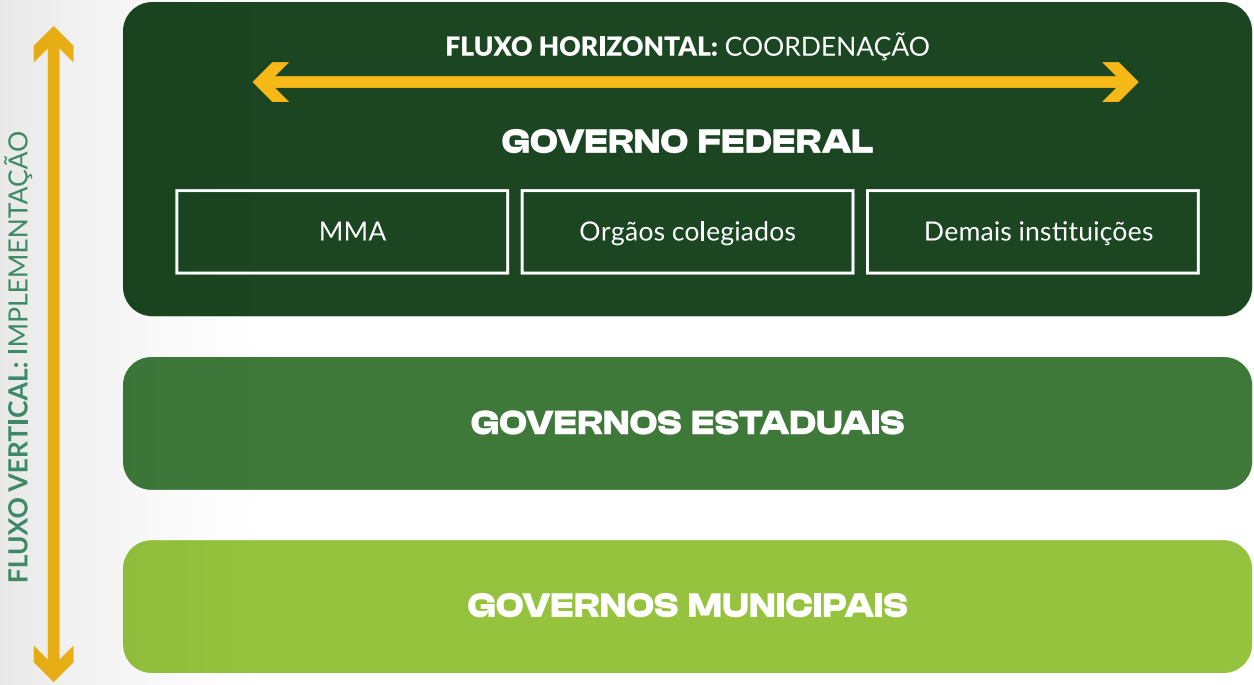 FLUXO VERTICAL: IMPLEMENTAÇÃO
FLUXO HORIZONTAL: COORDENAÇÃO
GOVERNO FEDERAL
MMA
Orgãos colegiados
Demais instituições
GOVERNOS ESTADUAIS
GOVERNOS MUNICIPAIS